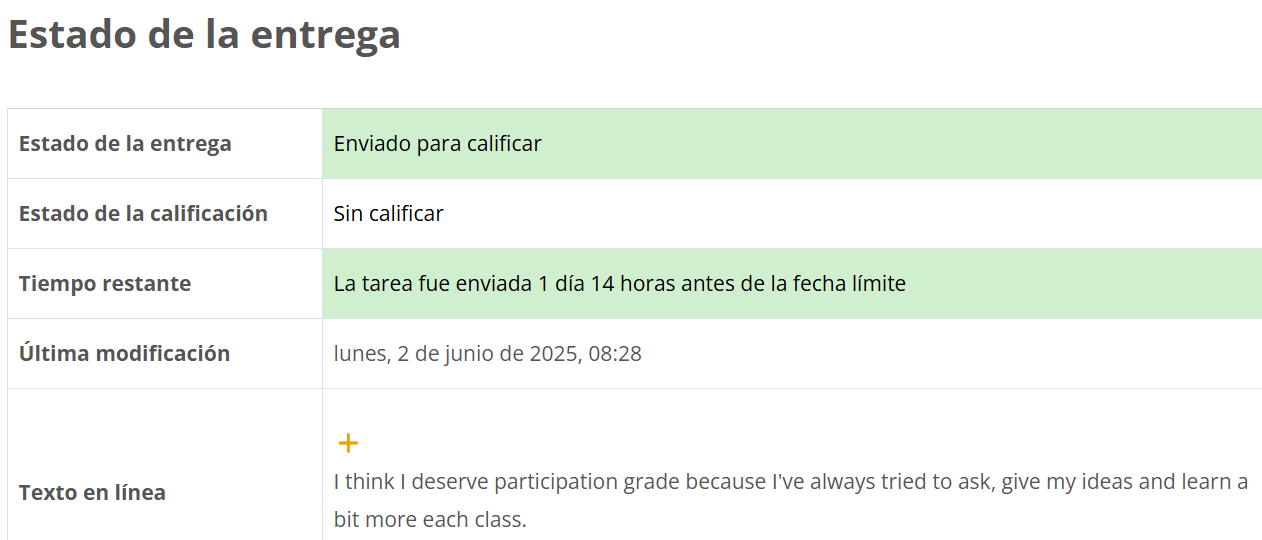 Estado de la entrega
Estado de la entrega
Enviado para calificar
Estado de la calificación
Sin calificar
Tiempo restante
La tarea fue enviada 1 día 14 horas antes de la fecha límite
Última modificación
lunes, 2 de junio de 2025, 08:28
Texto en línea
I think I deserve participation grade because I've always tried to ask, give my ideas and learn a
bit more each class.